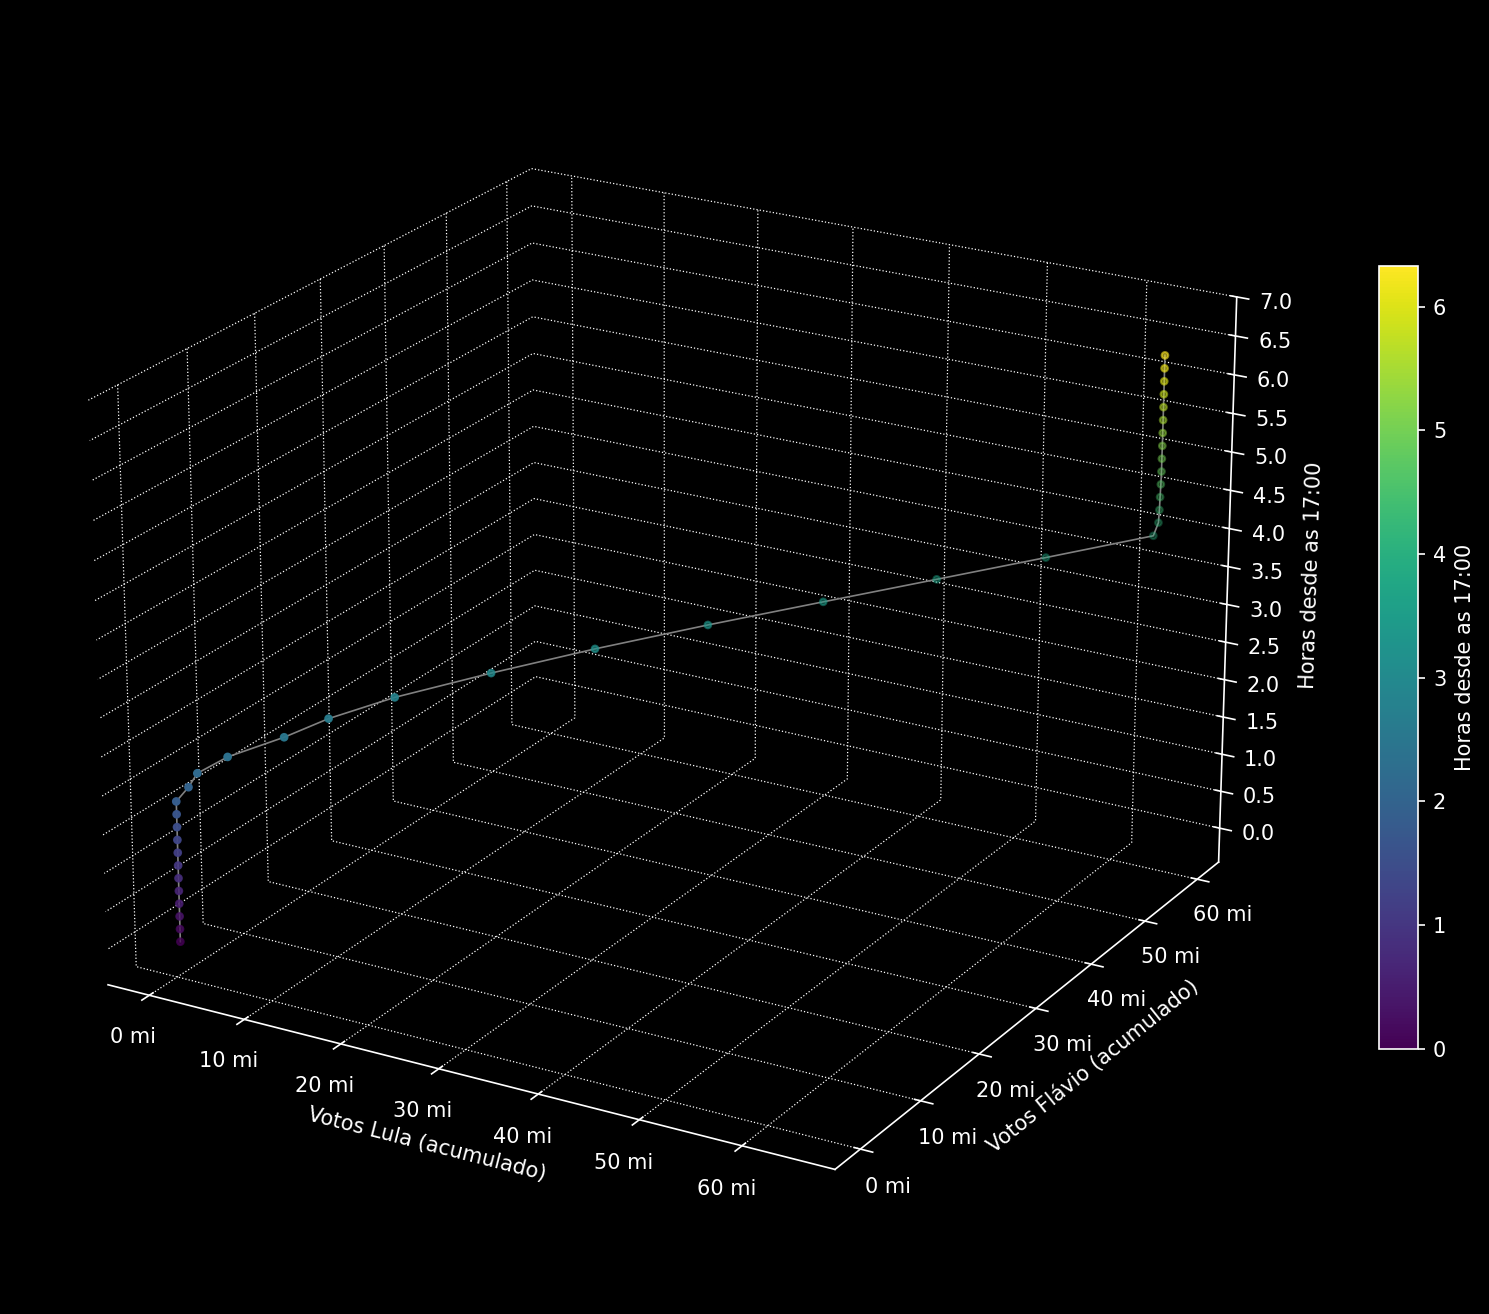 7.0
6.5
6.0
5.5
5.0
4.5
4.0
3.5
3.0
2.5
2.0
1.5
1.0
0.5
0.0
Horas desde as 17:00
6
5
4
3
2
1
0
Horas desde as 17:00
60 mi
50 mi
40 mi
30 mi
20 mi
10 mi
0 mi
Votos Flávio (acumulado)
0 mi
10 mi
20 mi
30 mi
40 mi
50 mi
60 mi
Votos Lula (acumulado)